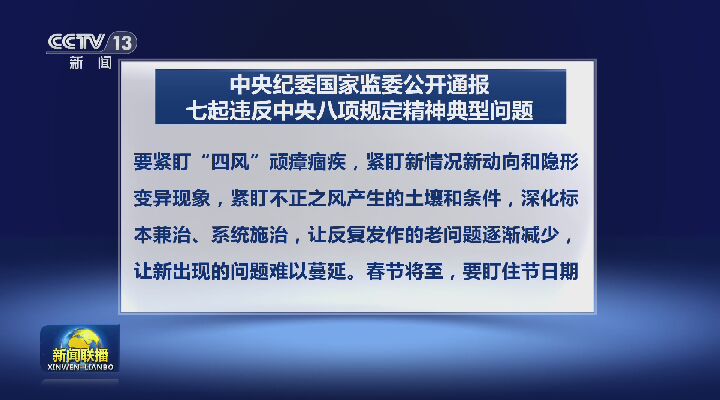 CCTV 13
新闻
中央纪委国家监委公开通报
七起违反中央八项规定精神典型问题
要紧盯“四风”顽瘴痼疾，紧盯新情况新动向和隐形
变异现象，紧盯不正之风产生的土壤和条件，深化标
本兼治、系统施治，让反复发作的老问题逐渐减少，
让新出现的问题难以蔓延。春节将至，要盯住节日期
新闻联播
XINWEN-LIANBO